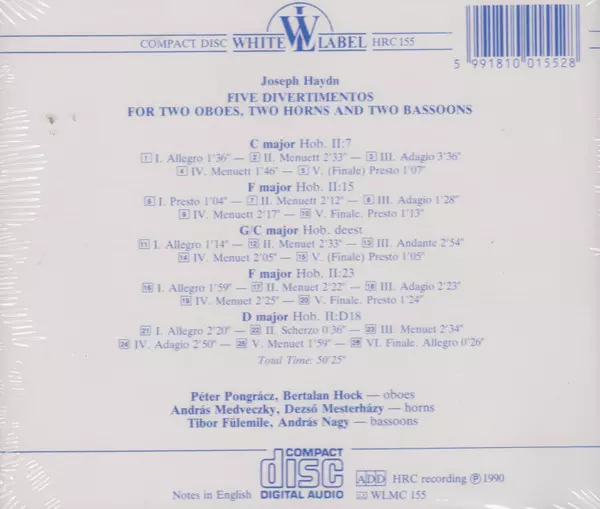 COMPACT DISC WHITE WL LABEL HRC 155
5 991810 015528
Joseph Haydn
FIVE DIVERTIMENTOS
FOR TWO OBOES, TWO HORNS AND TWO BASSOONS
C major Hob. II:7
1 I. Allegro 1'36" — 2 II. Menuett 2'33" — 3 III. Adagio 3'36"
4 IV. Menuett 1'46" — 5 V. (Finale) Presto 1'07"
F major Hob. II:15
6 I. Presto 1'04" — 7 II. Menuett 2'12" — 8 III. Adagio 1'28"
9 IV. Menuett 2'17" — 10 V. Finale. Presto 1'13"
G/C major Hob. deest
11 I. Allegro 1'14" — 12 II. Menuet 2'33" — 13 III. Andante 2'54"
14 IV. Menuet 2'05" — 15 V. (Finale) Presto 1'05"
F major Hob. II:23
16 I. Allegro 1'59" — 17 II. Menuet 2'22" — 18 III. Adagio 2'23"
19 IV. Menuet 2'25" — 20 V. Finale. Presto 1'24"
D major Hob. II:D18
21 I. Allegro 2'20" — 22 II. Scherzo 0'36" — 23 III. Menuet 2'34"
24 IV. Adagio 2'50" — 25 V. Menuet 1'59" — 26 VI. Finale. Allegro 0'26"
Total Time: 50'25"
Péter Pongrácz, Bertalan Hock — oboes
András Medveczky, Dezső Mesterházy — horns
Tibor Fülemile, András Nagy — bassoons
COMPACT
disc
DIGITAL AUDIO
Notes in English
ADD HRC recording Ⓟ 1990
WLMC 155